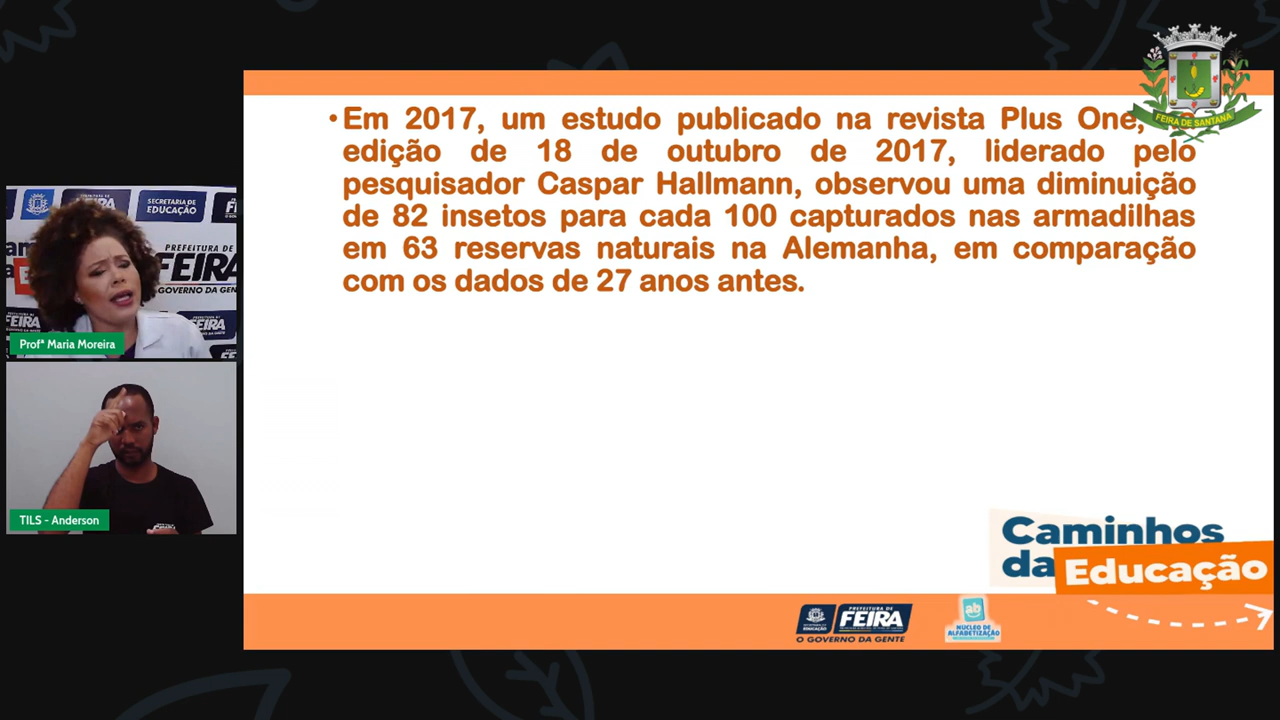 • Em 2017, um estudo publicado na revista Plus One,
edição de 18 de outubro de 2017, liderado pelo
pesquisador Caspar Hallmann, observou uma diminuição
de 82 insetos para cada 100 capturados nas armadilhas
em 63 reservas naturais na Alemanha, em comparação
com os dados de 27 anos antes.
FEIRA DE SANTANA
SECRETARIA DE
EDUCAÇÃO
PREFEITURA DE
FEIRA
GOVERNO DA GENTE
FEIRA
FEIRA
Profª Maria Moreira
TILS - Anderson
Caminhos
da Educação
PREFEITURA DE
FEIRA
EDUCAÇÃO
O GOVERNO DA GENTE
ab
NÚCLEO DE
ALFABETIZAÇÃO